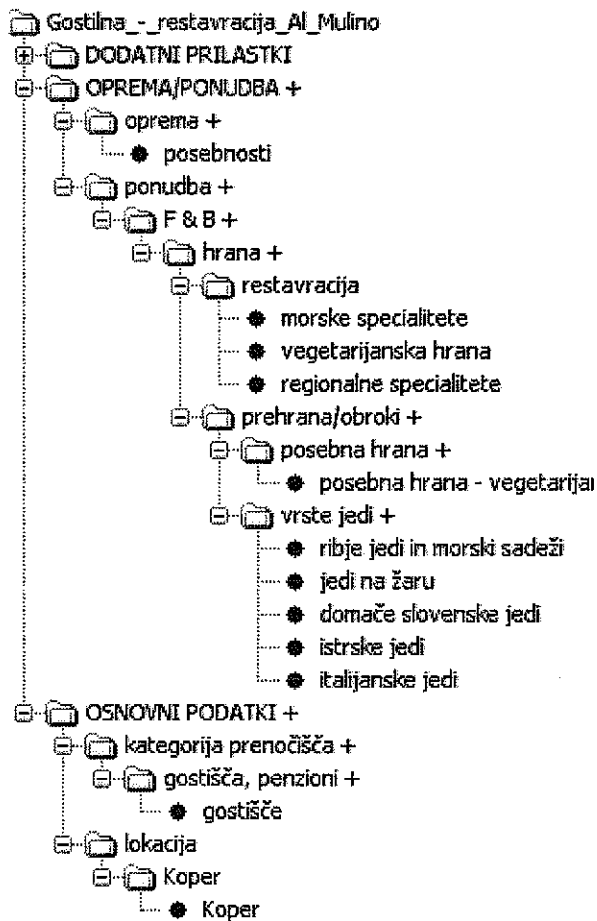 Gostilna_-_restavracija_Al_Mulino
DODATNI PRILASTKI
OPREMA/PONUDBA +
oprema +
posebnosti
ponudba +
F & B +
hrana +
restavracija
morske specialitete
vegetarijanska hrana
regionalne specialitete
prehrana/obroki +
posebna hrana +
posebna hrana - vegetarija
vrste jedi +
ribje jedi in morski sadeži
jedi na žaru
domače slovenske jedi
istrske jedi
italijanske jedi
OSNOVNI PODATKI +
kategorija prenočišča +
gostišča, penzioni +
gostišče
lokacija
Koper
Koper